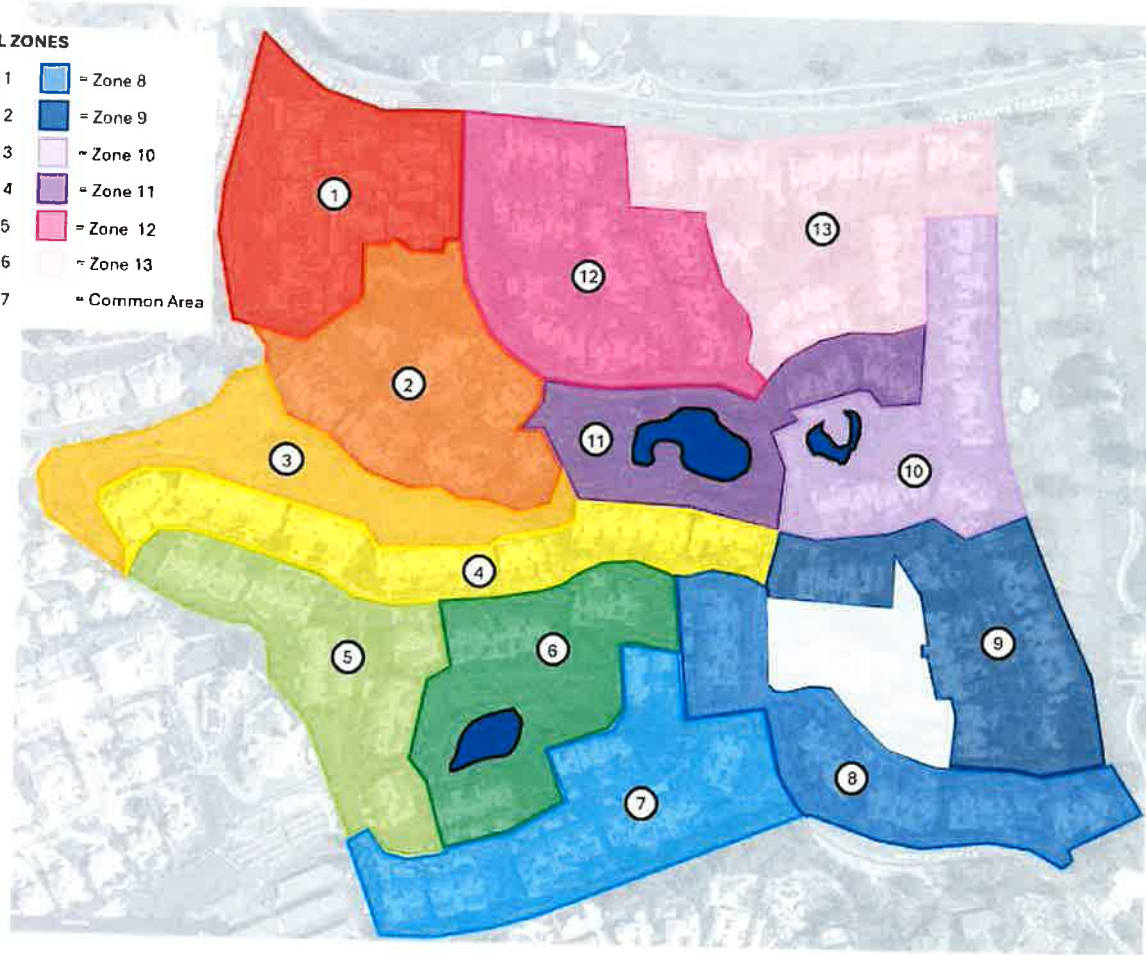 L ZONES
1 = Zone 8
2 = Zone 9
3 = Zone 10
4 = Zone 11
5 = Zone 12
6 = Zone 13
7 = Common Area
1
13
12
2
11
3
10
4
6
9
5
8
7